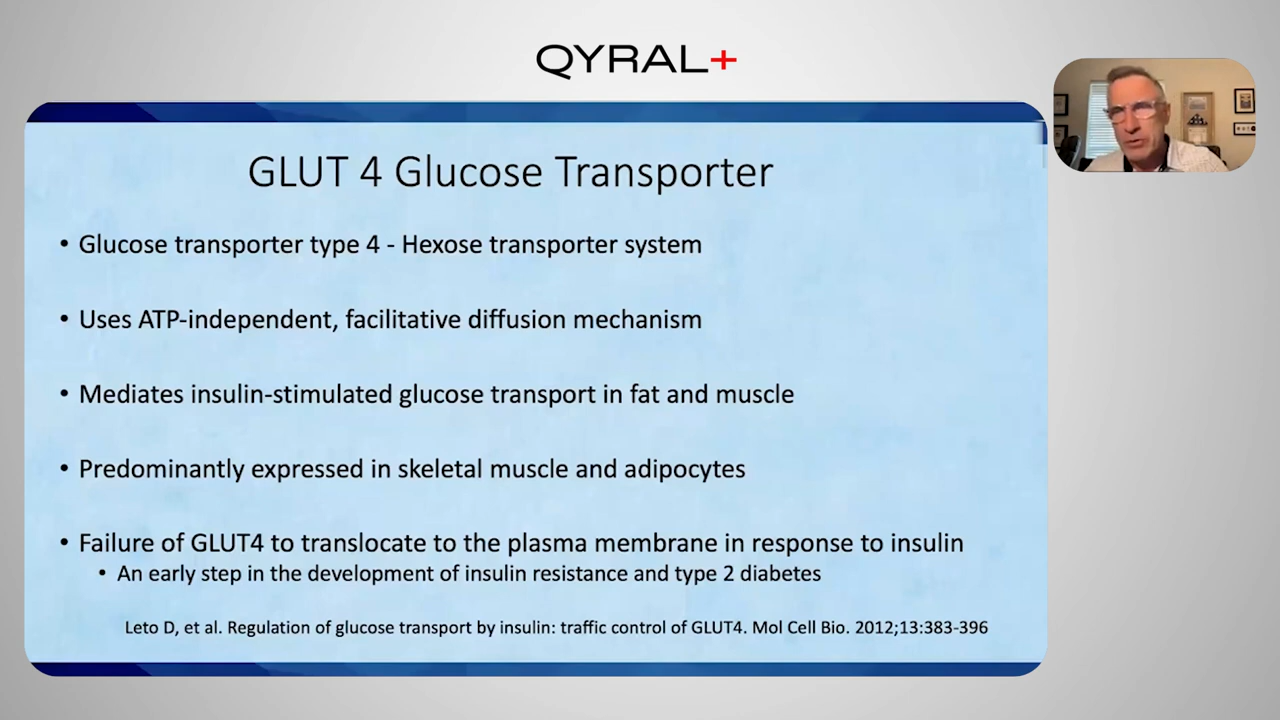 QYRAL+
GLUT 4 Glucose Transporter
• Glucose transporter type 4 - Hexose transporter system
• Uses ATP-independent, facilitative diffusion mechanism
• Mediates insulin-stimulated glucose transport in fat and muscle
• Predominantly expressed in skeletal muscle and adipocytes
• Failure of GLUT4 to translocate to the plasma membrane in response to insulin
• An early step in the development of insulin resistance and type 2 diabetes
Leto D, et al. Regulation of glucose transport by insulin: traffic control of GLUT4. Mol Cell Bio. 2012;13:383-396